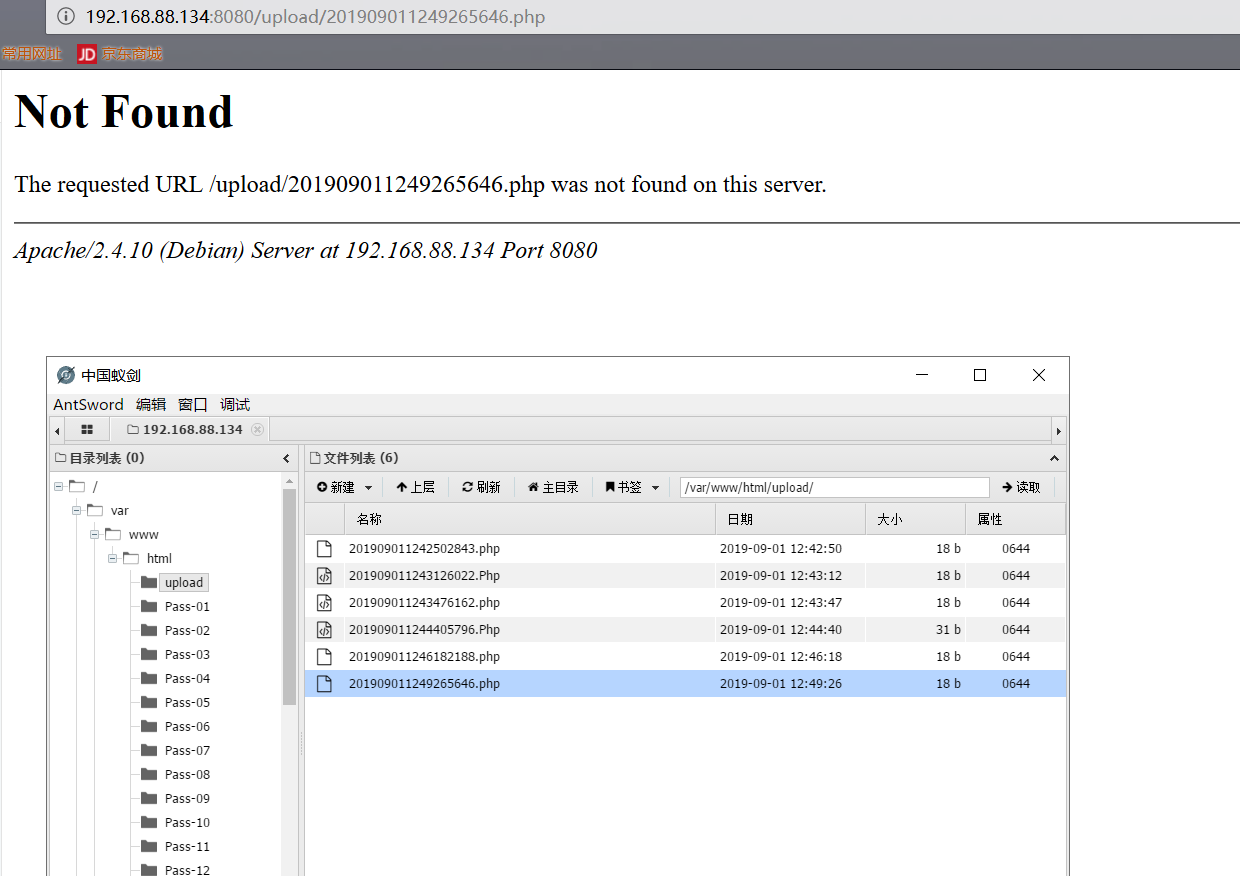 192.168.88.134:8080/upload/201909011249265646.php
常用网址 JD 京东商城
Not Found
The requested URL /upload/201909011249265646.php was not found on this server.
Apache/2.4.10 (Debian) Server at 192.168.88.134 Port 8080
中国蚁剑
AntSword 编辑 窗口 调试
192.168.88.134
目录列表 (0)
文件列表 (6)
新建 上层 刷新 主目录 书签 /var/www/html/upload/ 读取
名称 日期 大小 属性
/
var
www
html
upload
Pass-01
Pass-02
Pass-03
Pass-04
Pass-05
Pass-06
Pass-07
Pass-08
Pass-09
Pass-10
Pass-11
Pass-12
201909011242502843.php 2019-09-01 12:42:50 18 b 0644
201909011243126022.Php 2019-09-01 12:43:12 18 b 0644
201909011243476162.php 2019-09-01 12:43:47 18 b 0644
201909011244405796.Php 2019-09-01 12:44:40 31 b 0644
201909011246182188.php 2019-09-01 12:46:18 18 b 0644
201909011249265646.php 2019-09-01 12:49:26 18 b 0644